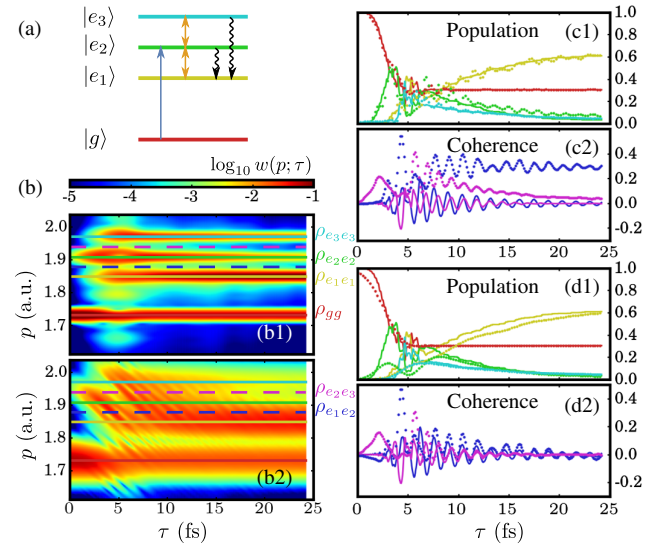 (a)
|e3⟩
|e2⟩
|e1⟩
|g⟩
log10 w(p; τ)
(b)
-5 -4 -3 -2 -1
2.0
1.9
1.8
1.7
p (a.u.)
(b1)
ρe3e3
ρe2e2
ρe1e1
ρgg
2.0
1.9
1.8
1.7
p (a.u.)
(b2)
ρe2e3
ρe1e2
0 5 10 15 20 25
τ (fs)
Population (c1)
1.0
0.8
0.6
0.4
0.2
0.0
Coherence (c2)
0.4
0.2
0.0
-0.2
0 5 10 15 20 25
Population (d1)
1.0
0.8
0.6
0.4
0.2
0.0
Coherence (d2)
0.4
0.2
0.0
-0.2
0 5 10 15 20 25
τ (fs)